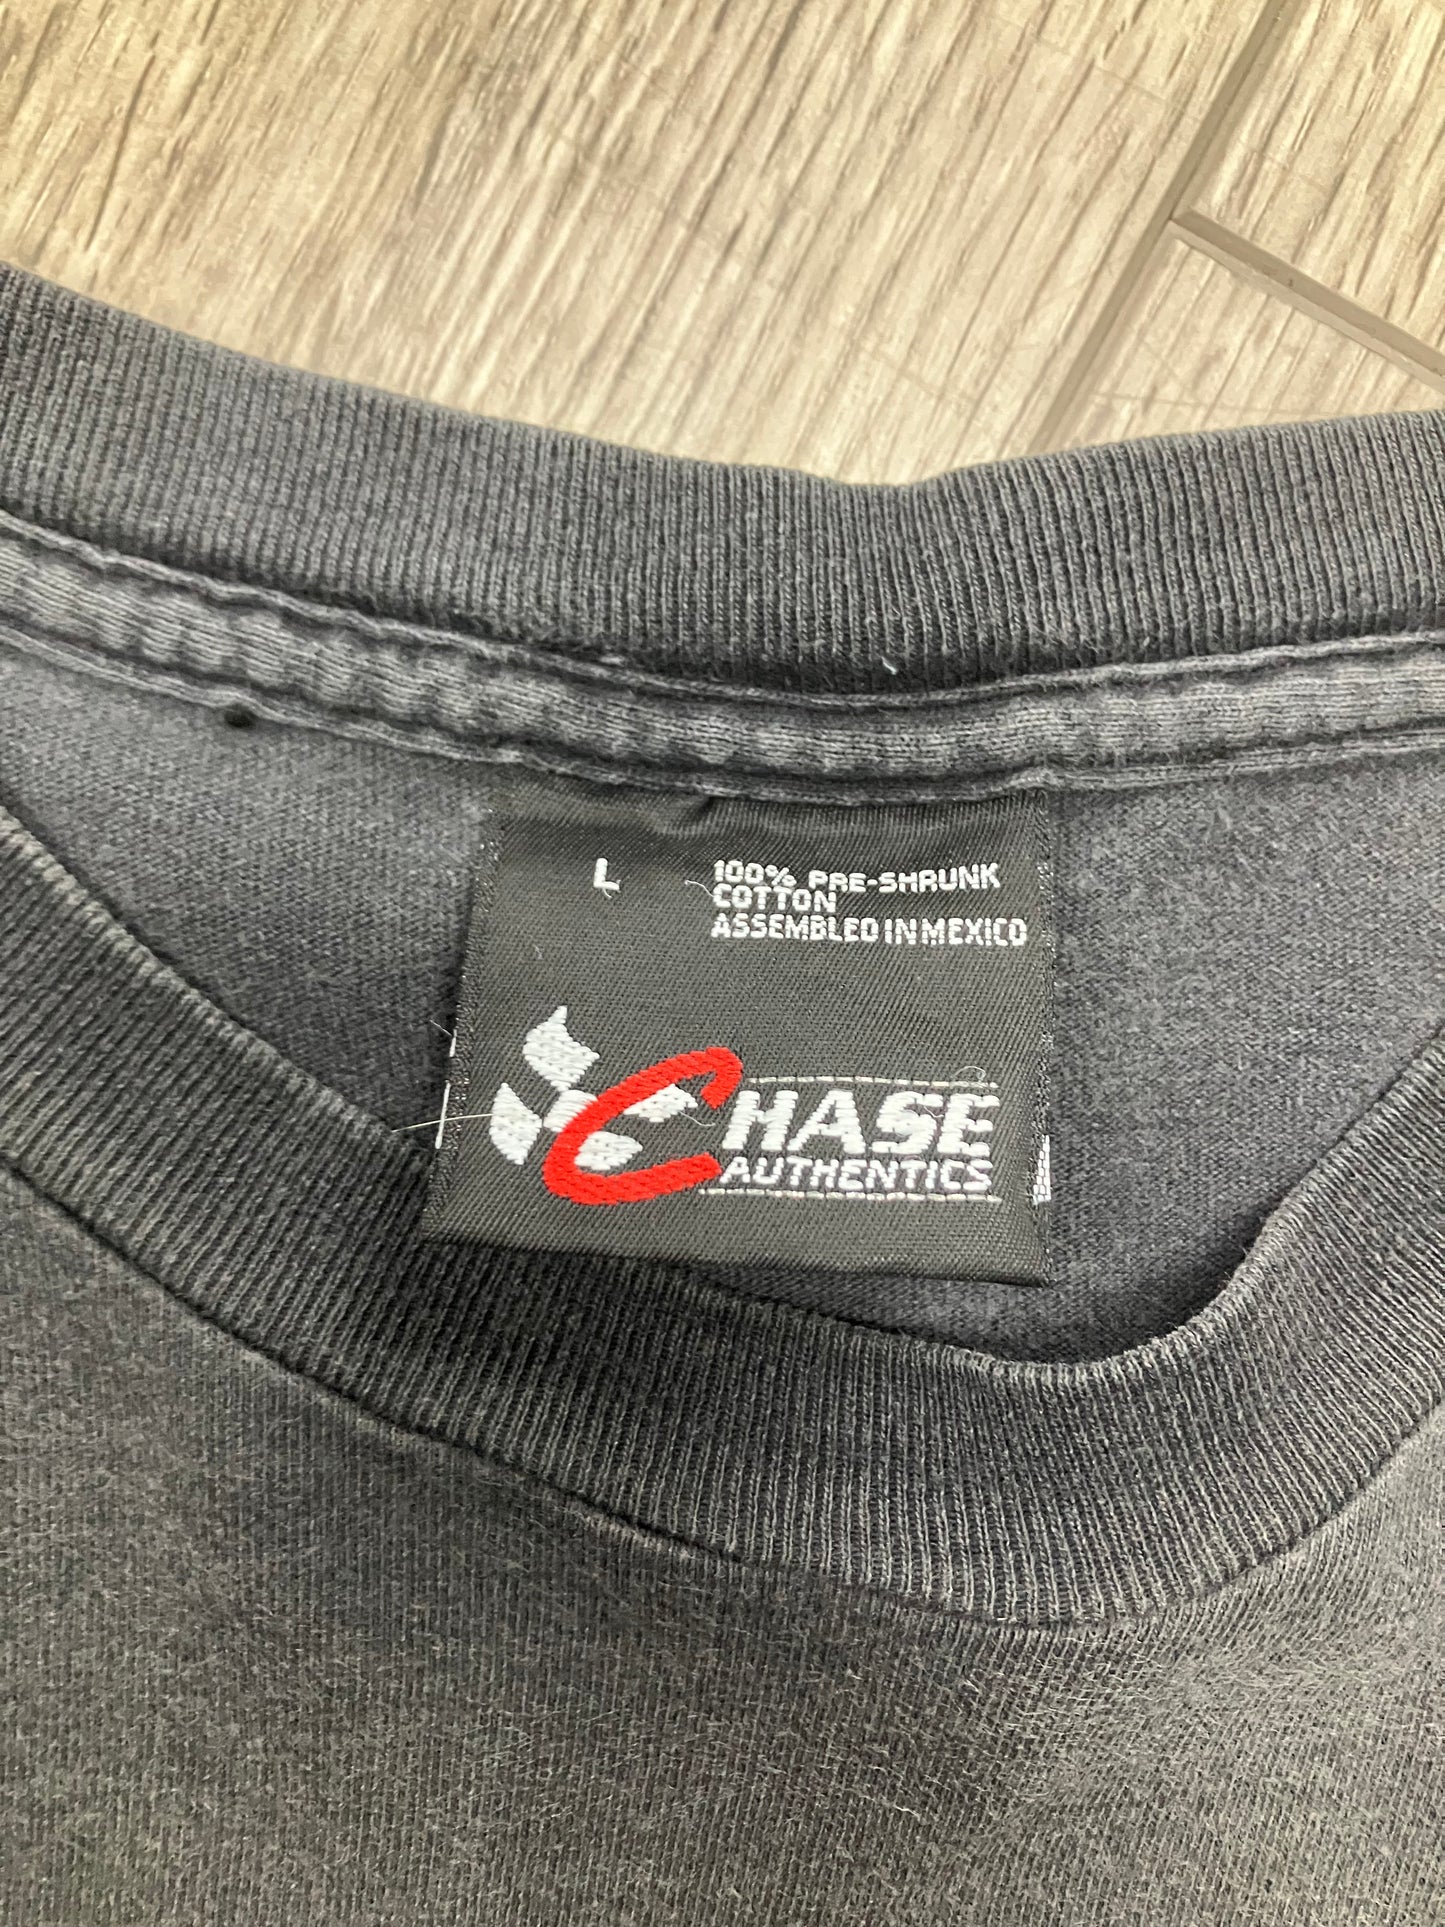 L
100% PRE-SHRUNK
COTTON
ASSEMBLED IN MEXICO
CHASE
AUTHENTICS